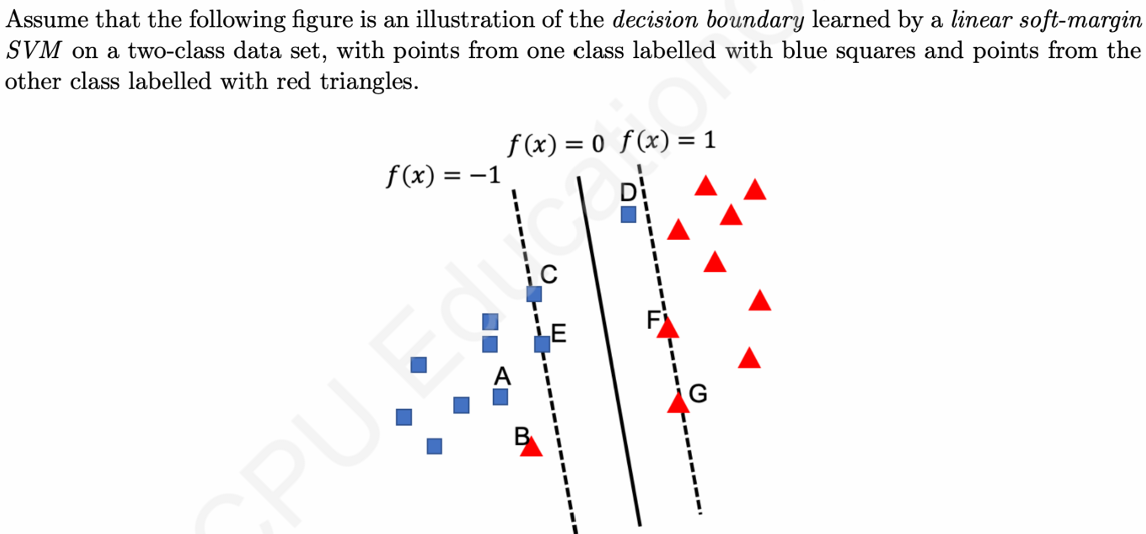 Assume that the following figure is an illustration of the decision boundary learned by a linear soft-margin
SVM on a two-class data set, with points from one class labelled with blue squares and points from the
other class labelled with red triangles.
f(x) = 0 f(x) = 1
f(x) = −1
D
C
F
E
A
G
B
CPU Education